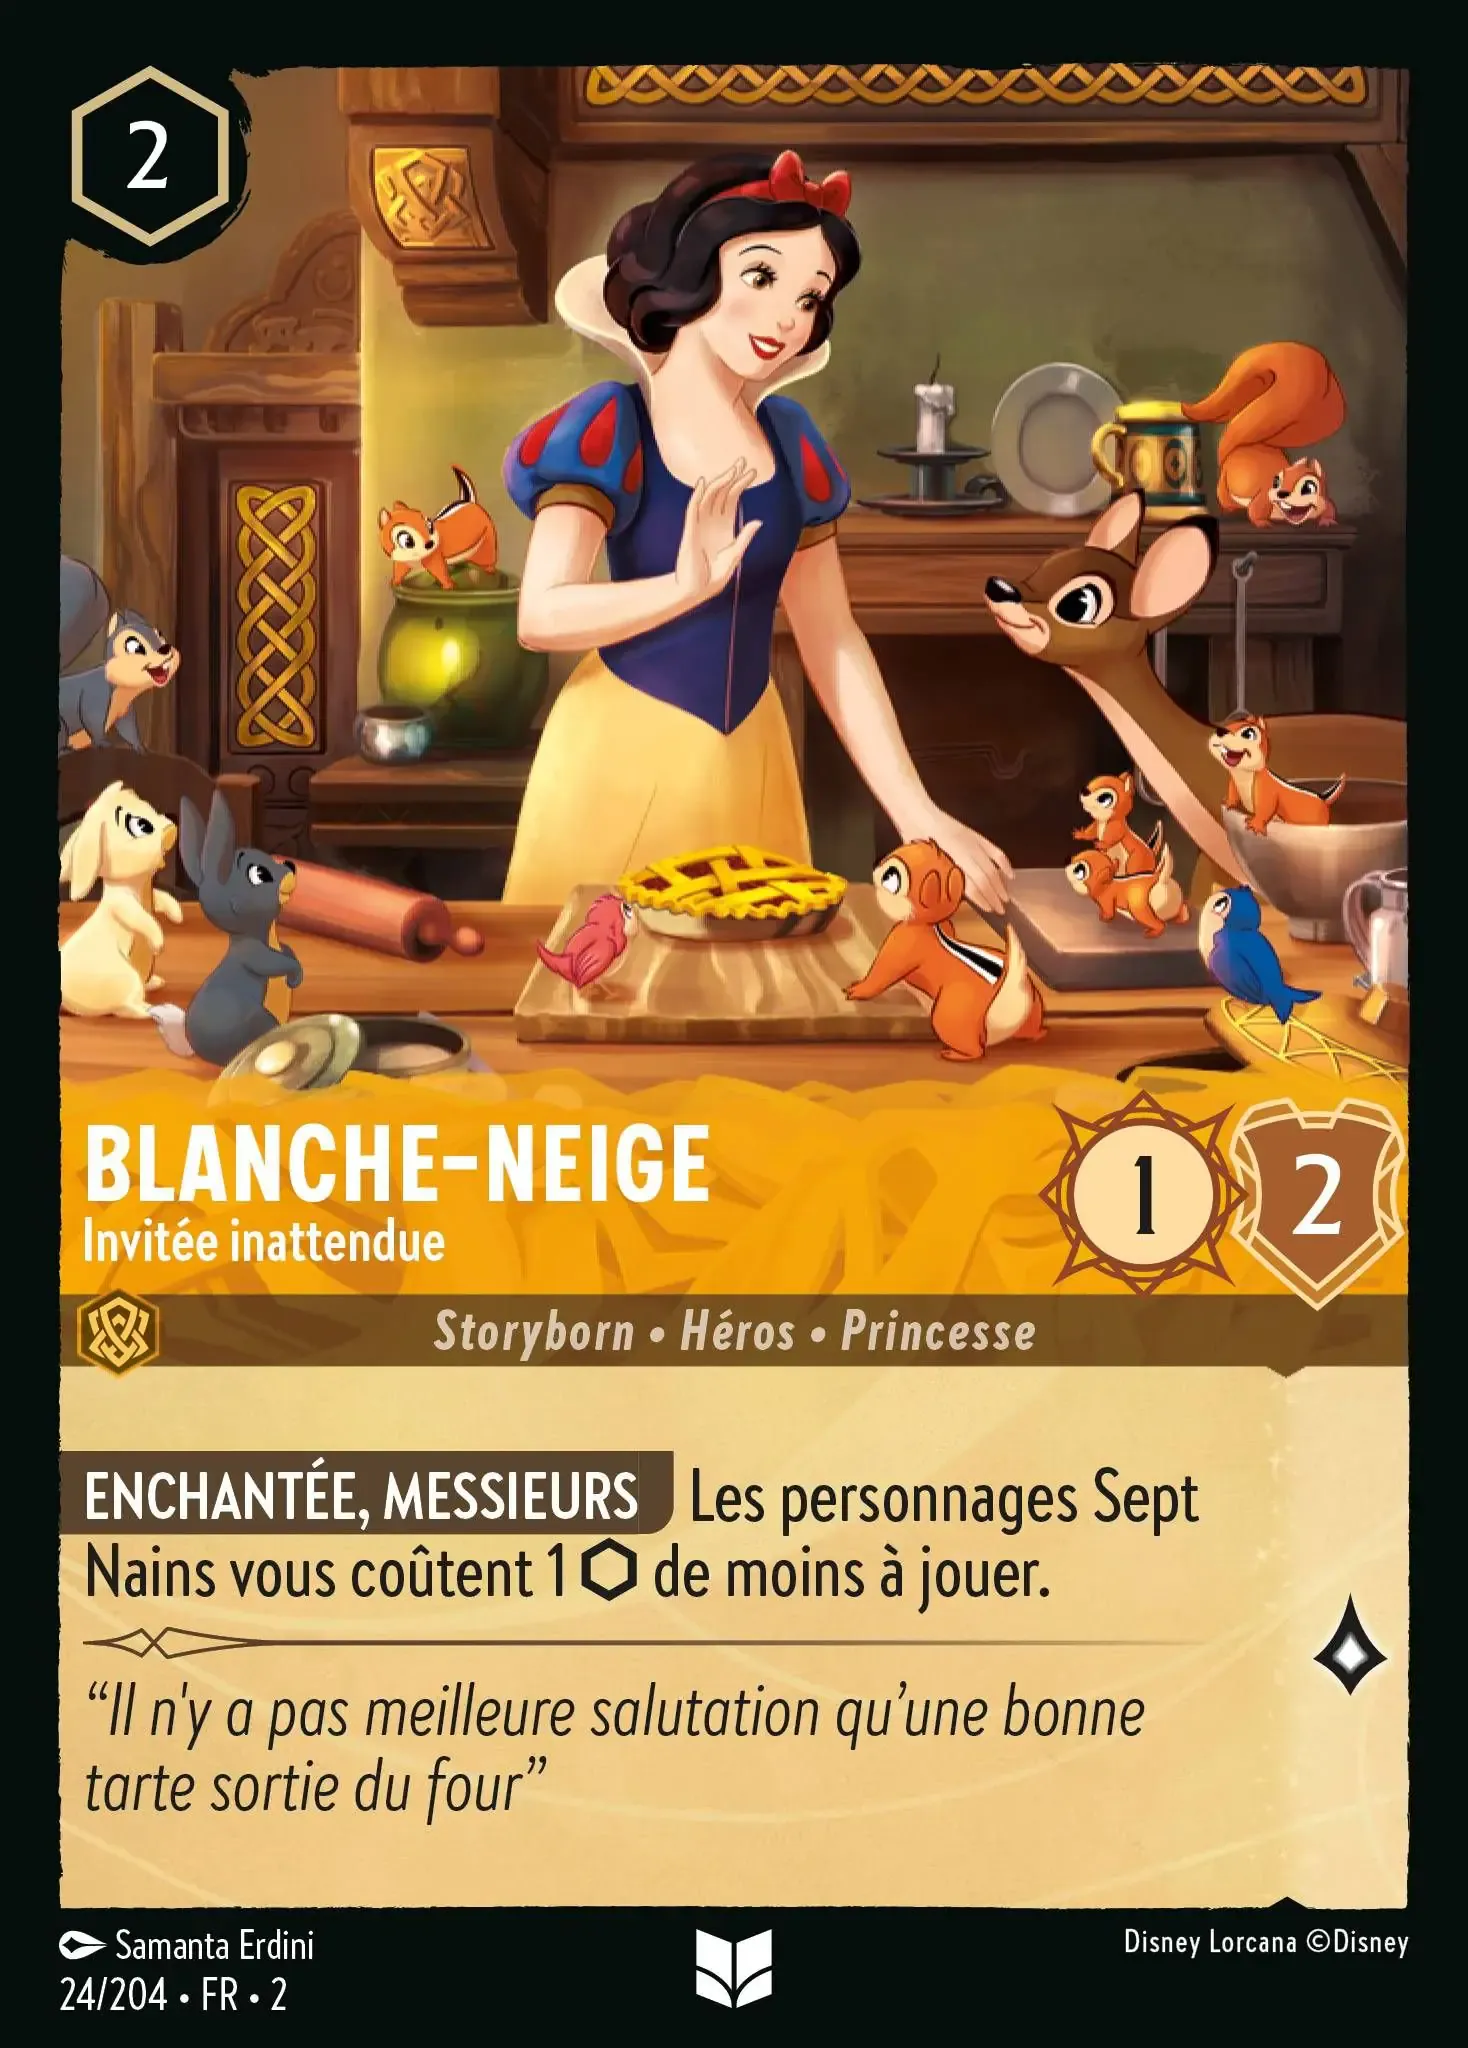 2
BLANCHE-NEIGE
Invitée inattendue
1
2
Storyborn • Héros • Princesse
ENCHANTÉE, MESSIEURS Les personnages Sept
Nains vous coûtent 1 ⬡ de moins à jouer.
“Il n'y a pas meilleure salutation qu’une bonne
tarte sortie du four”
Samanta Erdini
Disney Lorcana ©Disney
24/204 • FR • 2